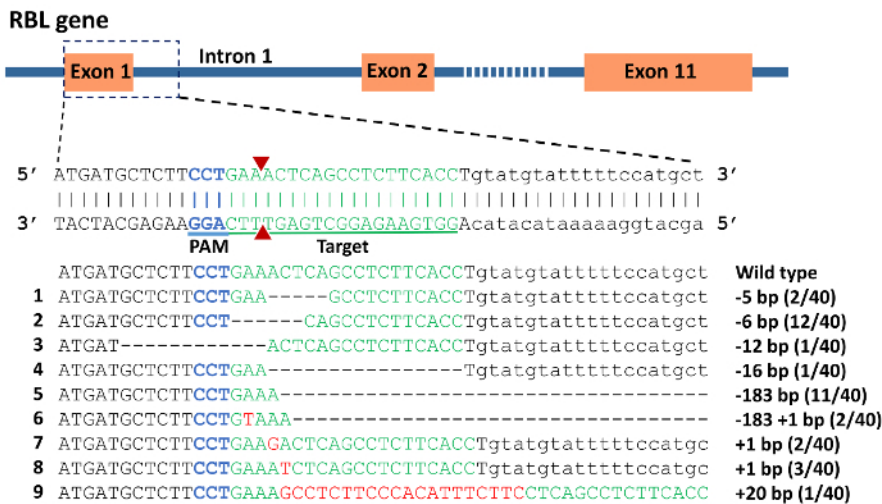 RBL gene
Exon 1
Intron 1
Exon 2
Exon 11
5′ ATGATGCTCTTCCTGAAACTCAGCCTCTTCACCTgtatgtatttttccatgct 3′
3′ TACTACGAGAAGGACTTTGAGTCGGAGAAGTGGAcatacataaaaaggtacga 5′
PAM Target
ATGATGCTCTTCCTGAAACTCAGCCTCTTCACCTgtatgtatttttccatgct Wild type
1 ATGATGCTCTTCCTGAA-----GCCTCTTCACCTgtatgtatttttccatgct -5 bp (2/40)
2 ATGATGCTCTTCCT------CAGCCTCTTCACCTgtatgtatttttccatgct -6 bp (12/40)
3 ATGAT------------ACTCAGCCTCTTCACCTgtatgtatttttccatgct -12 bp (1/40)
4 ATGATGCTCTTCCTGAA----------------Tgtatgtatttttccatgct -16 bp (1/40)
5 ATGATGCTCTTCCTGAAA----------------------------------- -183 bp (11/40)
6 ATGATGCTCTTCCTGTAAA---------------------------------- -183 +1 bp (2/40)
7 ATGATGCTCTTCCTGAAGACTCAGCCTCTTCACCTgtatgtatttttccatgc +1 bp (2/40)
8 ATGATGCTCTTCCTGAAATCTCAGCCTCTTCACCTgtatgtatttttccatgc +1 bp (3/40)
9 ATGATGCTCTTCCTGAAAGCCTCTTCCCACATTTCTTCCTCAGCCTCTTCACC +20 bp (1/40)